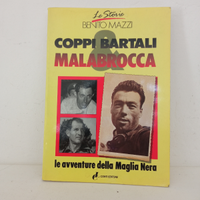 Le Storie
BENITO MAZZI
COPPI BARTALI
&
MALABROCCA
le avventure della Maglia Nera